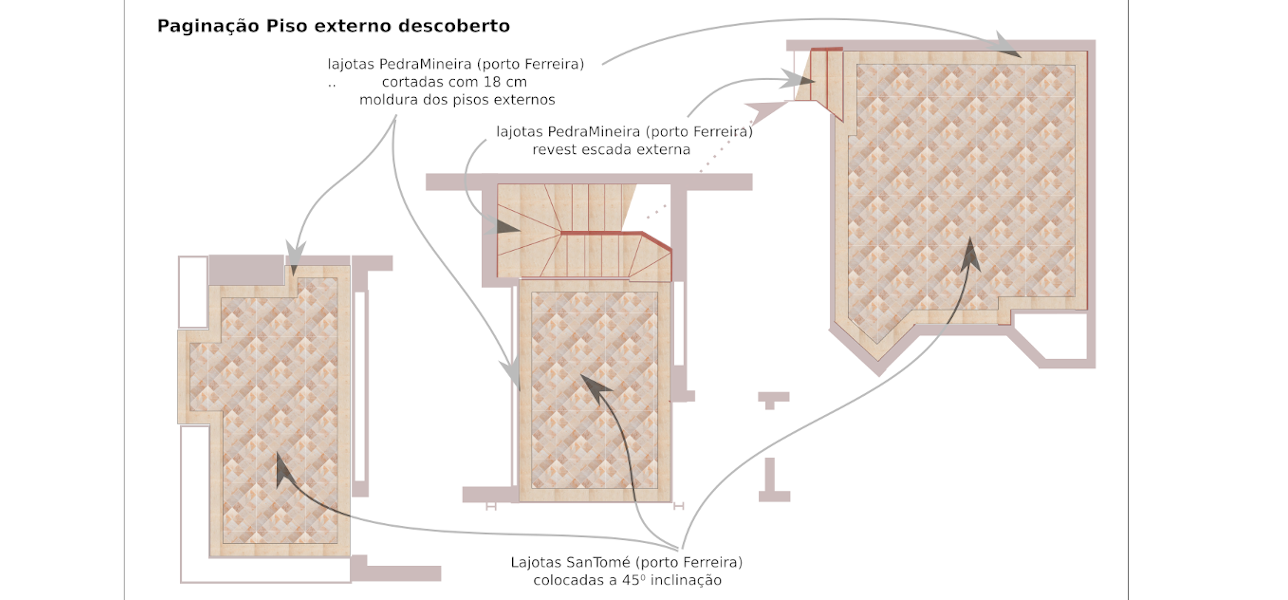 Paginação Piso externo descoberto
lajotas PedraMineira (porto Ferreira)
.. cortadas com 18 cm
moldura dos pisos externos
lajotas PedraMineira (porto Ferreira)
revest escada externa
Lajotas SanTomé (porto Ferreira)
colocadas a 45º inclinação